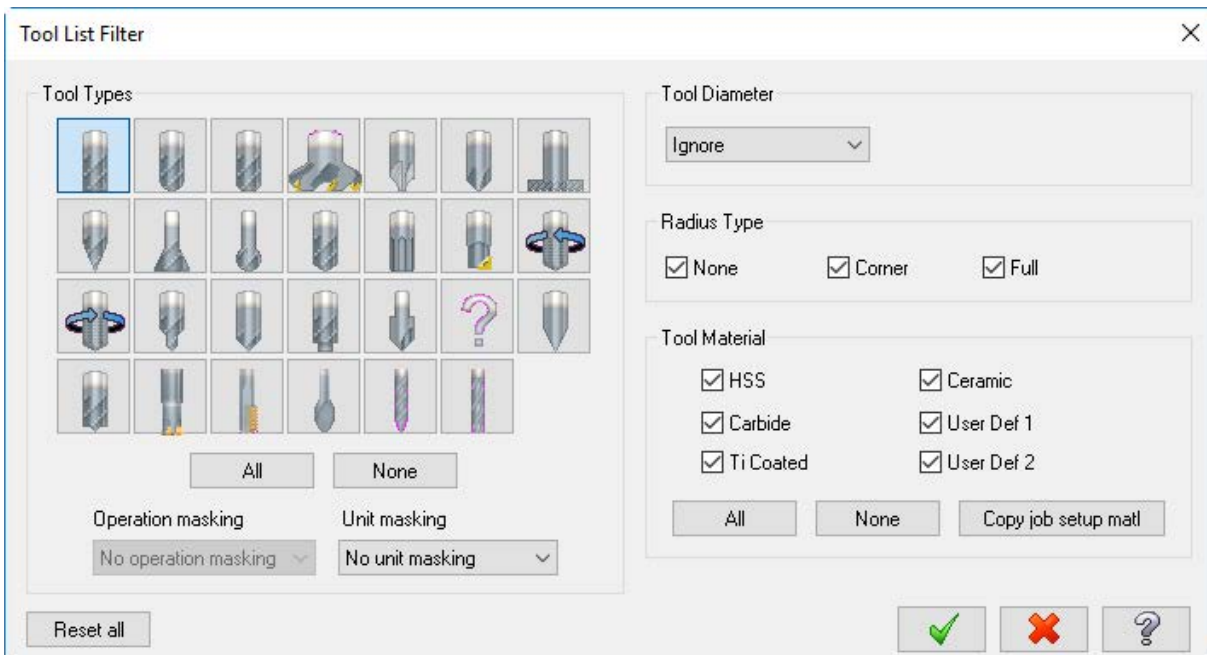 Tool List Filter
Tool Types
All
None
Operation masking
Unit masking
No operation masking
No unit masking
Reset all
Tool Diameter
Ignore
Radius Type
None
Corner
Full
Tool Material
HSS
Ceramic
Carbide
User Def 1
Ti Coated
User Def 2
All
None
Copy job setup matl